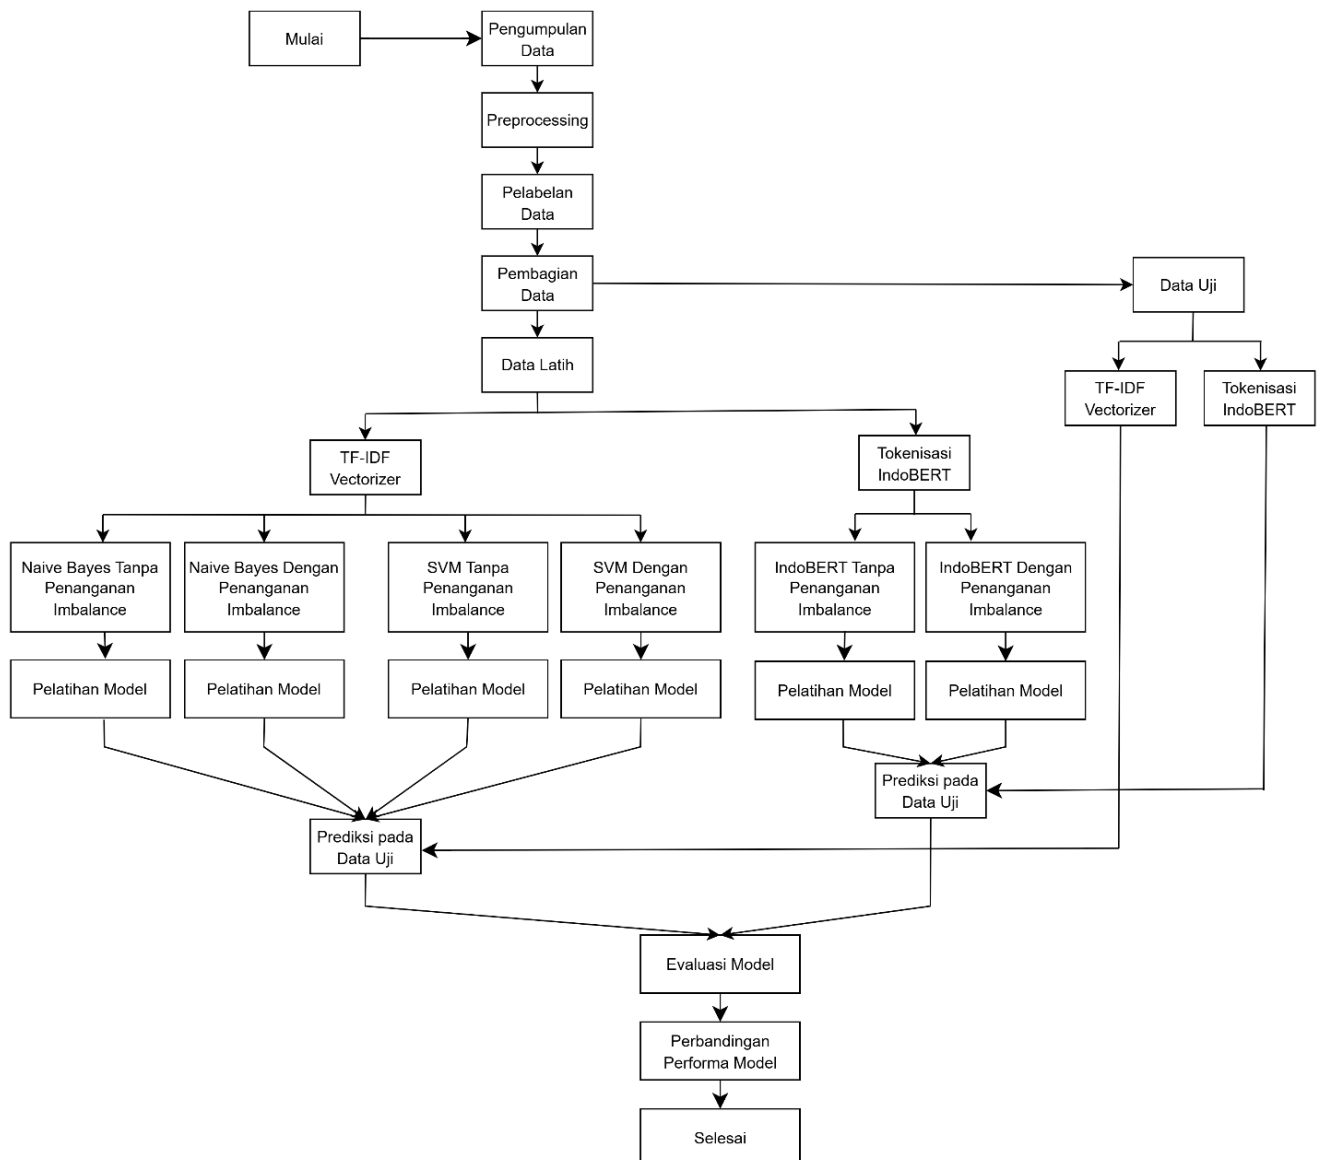 Mulai
Pengumpulan
Data
Preprocessing
Pelabelan
Data
Pembagian
Data
Data Uji
Data Latih
TF-IDF
Vectorizer
Tokenisasi
IndoBERT
TF-IDF
Vectorizer
Tokenisasi
IndoBERT
Naive Bayes Tanpa
Penanganan
Imbalance
Naive Bayes Dengan
Penanganan
Imbalance
SVM Tanpa
Penanganan
Imbalance
SVM Dengan
Penanganan
Imbalance
IndoBERT Tanpa
Penanganan
Imbalance
IndoBERT Dengan
Penanganan
Imbalance
Pelatihan Model
Pelatihan Model
Pelatihan Model
Pelatihan Model
Pelatihan Model
Pelatihan Model
Prediksi pada
Data Uji
Prediksi pada
Data Uji
Evaluasi Model
Perbandingan
Performa Model
Selesai